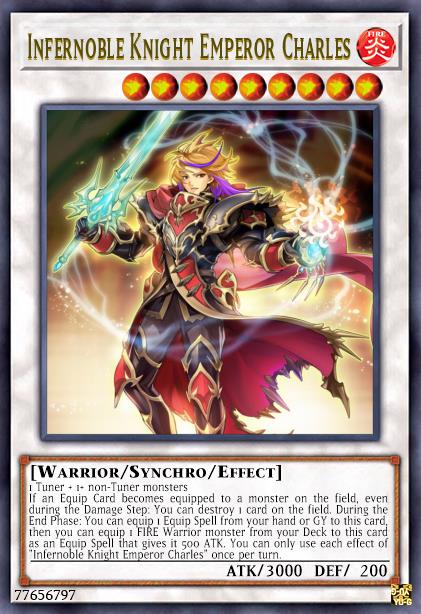 INFERNOBLE KNIGHT EMPEROR CHARLES
FIRE
炎
[WARRIOR/SYNCHRO/EFFECT]
1 Tuner + 1+ non-Tuner monsters
If an Equip Card becomes equipped to a monster on the field, even
during the Damage Step: You can destroy 1 card on the field. During the
End Phase: You can equip 1 Equip Spell from your hand or GY to this card,
then you can equip 1 FIRE Warrior monster from your Deck to this card
as an Equip Spell that gives it 500 ATK. You can only use each effect of
"Infernoble Knight Emperor Charles" once per turn.
ATK/3000 DEF/ 200
77656797